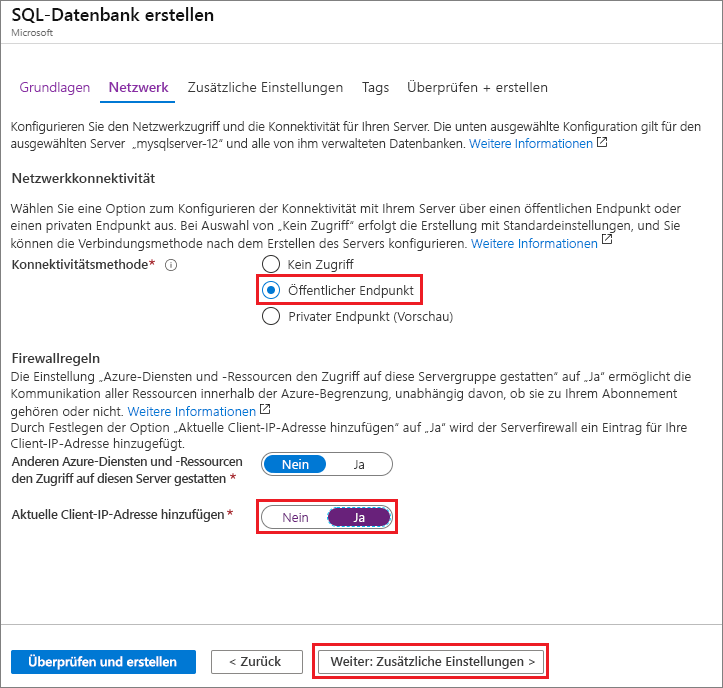 SQL-Datenbank erstellen
Microsoft
Grundlagen Netzwerk Zusätzliche Einstellungen Tags Überprüfen + erstellen
Konfigurieren Sie den Netzwerkzugriff und die Konnektivität für Ihren Server. Die unten ausgewählte Konfiguration gilt für den
ausgewählten Server „mysqlserver-12“ und alle von ihm verwalteten Datenbanken. Weitere Informationen
Netzwerkkonnektivität
Wählen Sie eine Option zum Konfigurieren der Konnektivität mit Ihrem Server über einen öffentlichen Endpunkt oder
einen privaten Endpunkt aus. Bei Auswahl von „Kein Zugriff“ erfolgt die Erstellung mit Standardeinstellungen, und Sie
können die Verbindungsmethode nach dem Erstellen des Servers konfigurieren. Weitere Informationen
Konnektivitätsmethode* Kein Zugriff
Öffentlicher Endpunkt
Privater Endpunkt (Vorschau)
Firewallregeln
Die Einstellung „Azure-Diensten und -Ressourcen den Zugriff auf diese Servergruppe gestatten“ auf „Ja“ ermöglicht die
Kommunikation aller Ressourcen innerhalb der Azure-Begrenzung, unabhängig davon, ob sie zu Ihrem Abonnement
gehören oder nicht. Weitere Informationen
Durch Festlegen der Option „Aktuelle Client-IP-Adresse hinzufügen“ auf „Ja“ wird der Serverfirewall ein Eintrag für Ihre
Client-IP-Adresse hinzugefügt.
Anderen Azure-Diensten und -Ressourcen
den Zugriff auf diesen Server gestatten * Nein Ja
Aktuelle Client-IP-Adresse hinzufügen* Nein Ja
Überprüfen und erstellen < Zurück Weiter: Zusätzliche Einstellungen >